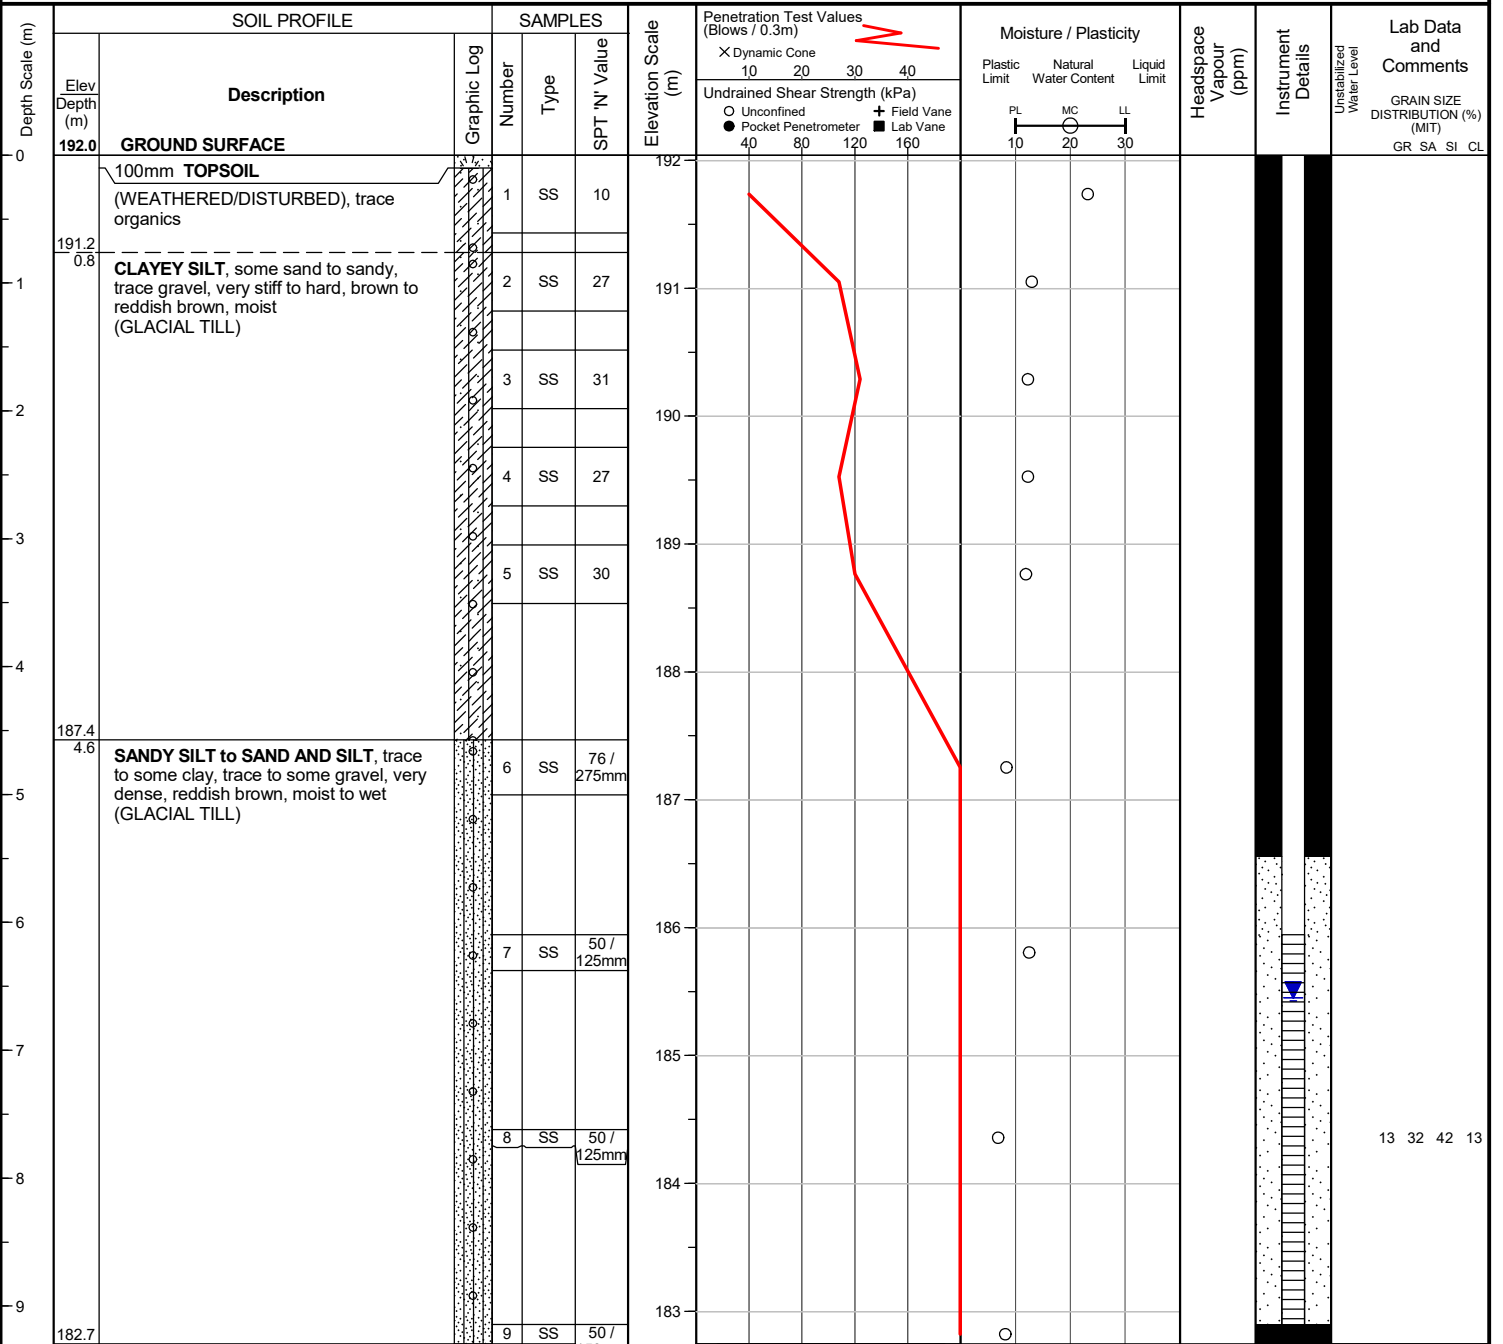 SOIL PROFILE
SAMPLES
Depth Scale (m)
Elev
Depth
(m)
192.0
Description
GROUND SURFACE
Graphic Log
Number
Type
SPT 'N' Value
Elevation Scale
(m)
Penetration Test Values
(Blows / 0.3m)
× Dynamic Cone
10 20 30 40
Undrained Shear Strength (kPa)
Unconfined
Field Vane
Pocket Penetrometer
Lab Vane
40 80 120 160
Moisture / Plasticity
Plastic
Limit
Natural
Water Content
Liquid
Limit
PL MC LL
10 20 30
Headspace
Vapour
(ppm)
Instrument
Details
Unstabilized
Water Level
Lab Data
and
Comments
GRAIN SIZE
DISTRIBUTION (%)
(MIT)
GR SA SI CL
0
192
100mm TOPSOIL
(WEATHERED/DISTURBED), trace
organics
1 SS 10
191.2
0.8
CLAYEY SILT, some sand to sandy,
trace gravel, very stiff to hard, brown to
reddish brown, moist
(GLACIAL TILL)
2 SS 27
1
191
3 SS 31
2
190
4 SS 27
3
189
5 SS 30
4
188
187.4
4.6
SANDY SILT to SAND AND SILT, trace
to some clay, trace to some gravel, very
dense, reddish brown, moist to wet
(GLACIAL TILL)
6 SS 76 /
275mm
5
187
6
186
7 SS 50 /
125mm
7
185
8 SS 50 /
125mm
13 32 42 13
8
184
9
183
182.7
9 SS 50 /